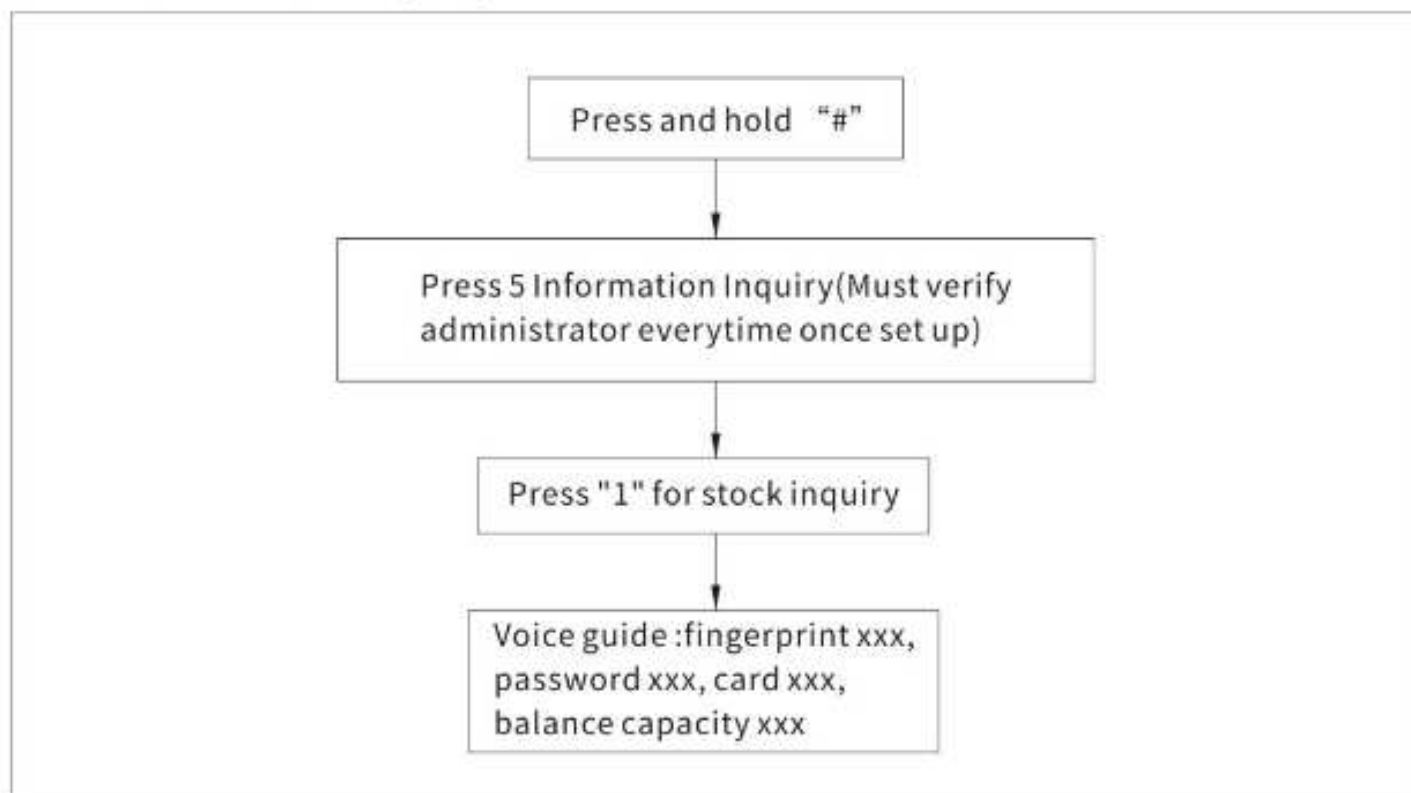 Press and hold “#”
Press 5 Information Inquiry(Must verify
administrator everytime once set up)
Press "1" for stock inquiry
Voice guide :fingerprint xxx,
password xxx, card xxx,
balance capacity xxx